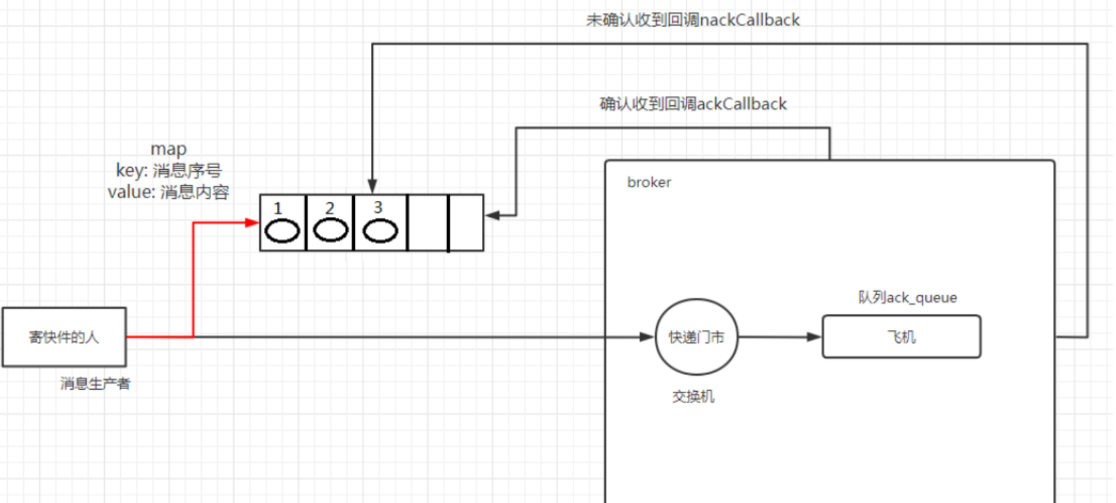 未确认收到回调nackCallback
确认收到回调ackCallback
map
key: 消息序号
value: 消息内容
1 2 3
broker
队列ack_queue
寄快件的人
快递门市
飞机
消息生产者
交换机